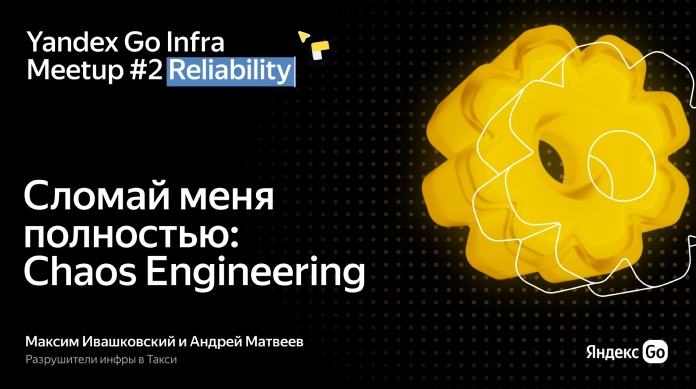 Yandex Go Infra
Meetup #2 Reliability
Сломай меня
полностью:
Chaos Engineering
Максим Ивашковский и Андрей Матвеев
Разрушители инфры в Такси
Яндекс Go